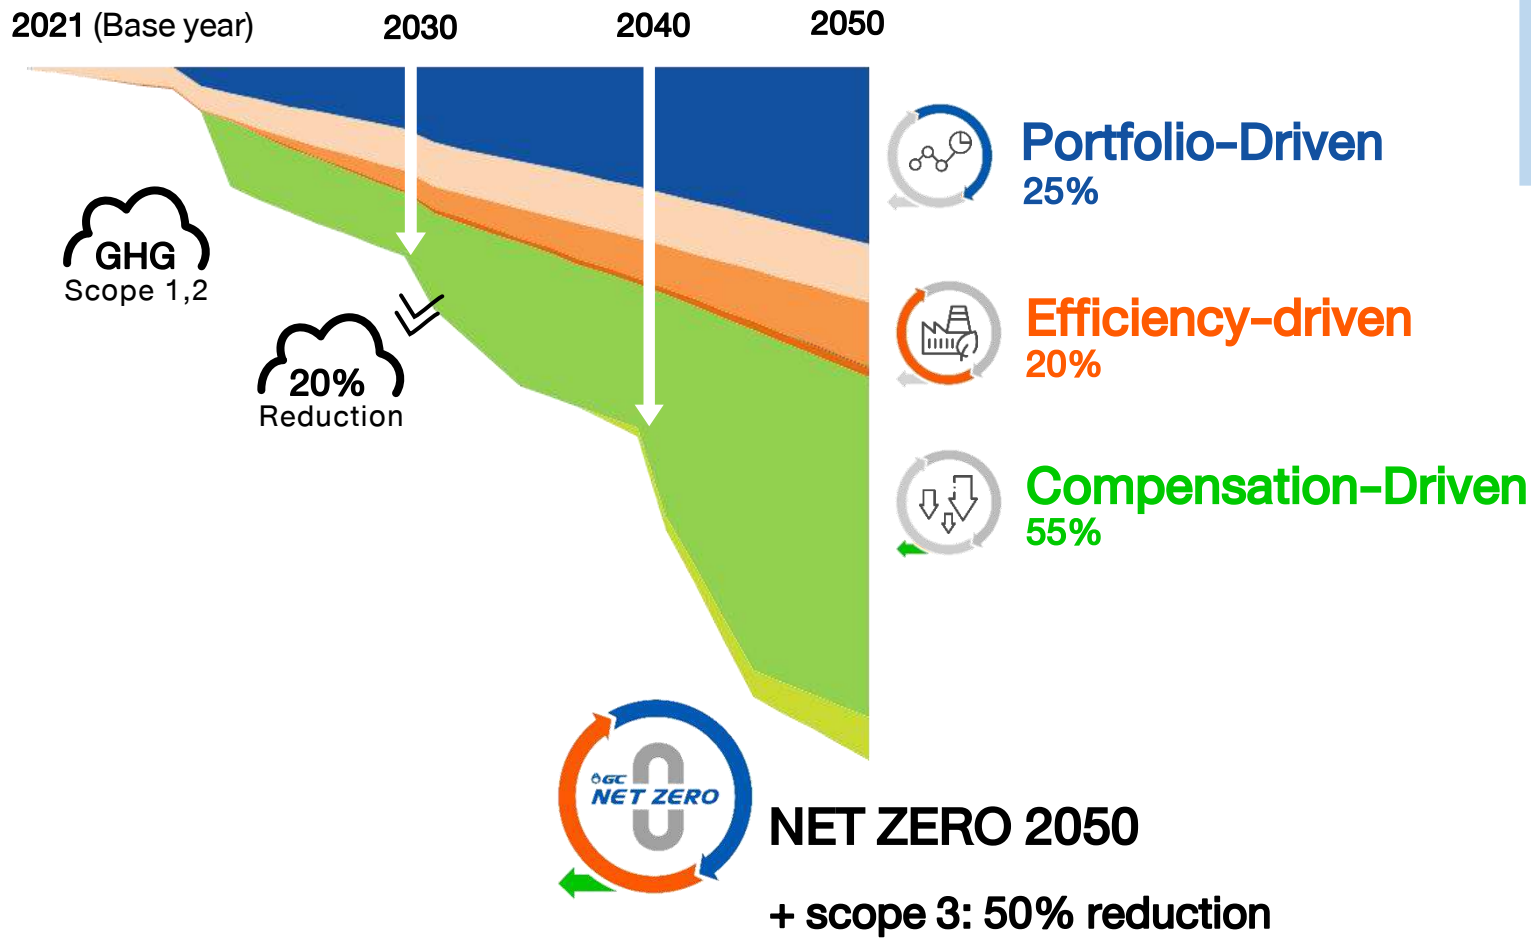 2021 (Base year)
2030
2040
2050
Portfolio-Driven
25%
GHG
Scope 1,2
Efficiency-driven
20%
20%
Reduction
Compensation-Driven
55%
GC
NET ZERO
NET ZERO 2050
+ scope 3: 50% reduction